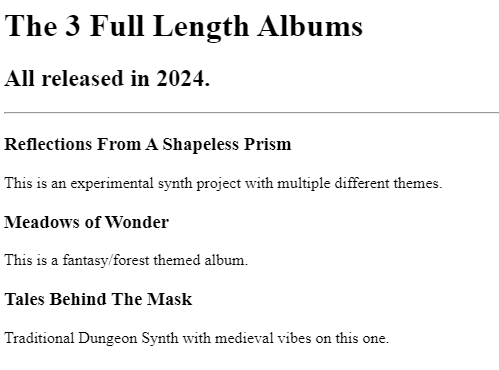 The 3 Full Length Albums
All released in 2024.
Reflections From A Shapeless Prism
This is an experimental synth project with multiple different themes.
Meadows of Wonder
This is a fantasy/forest themed album.
Tales Behind The Mask
Traditional Dungeon Synth with medieval vibes on this one.